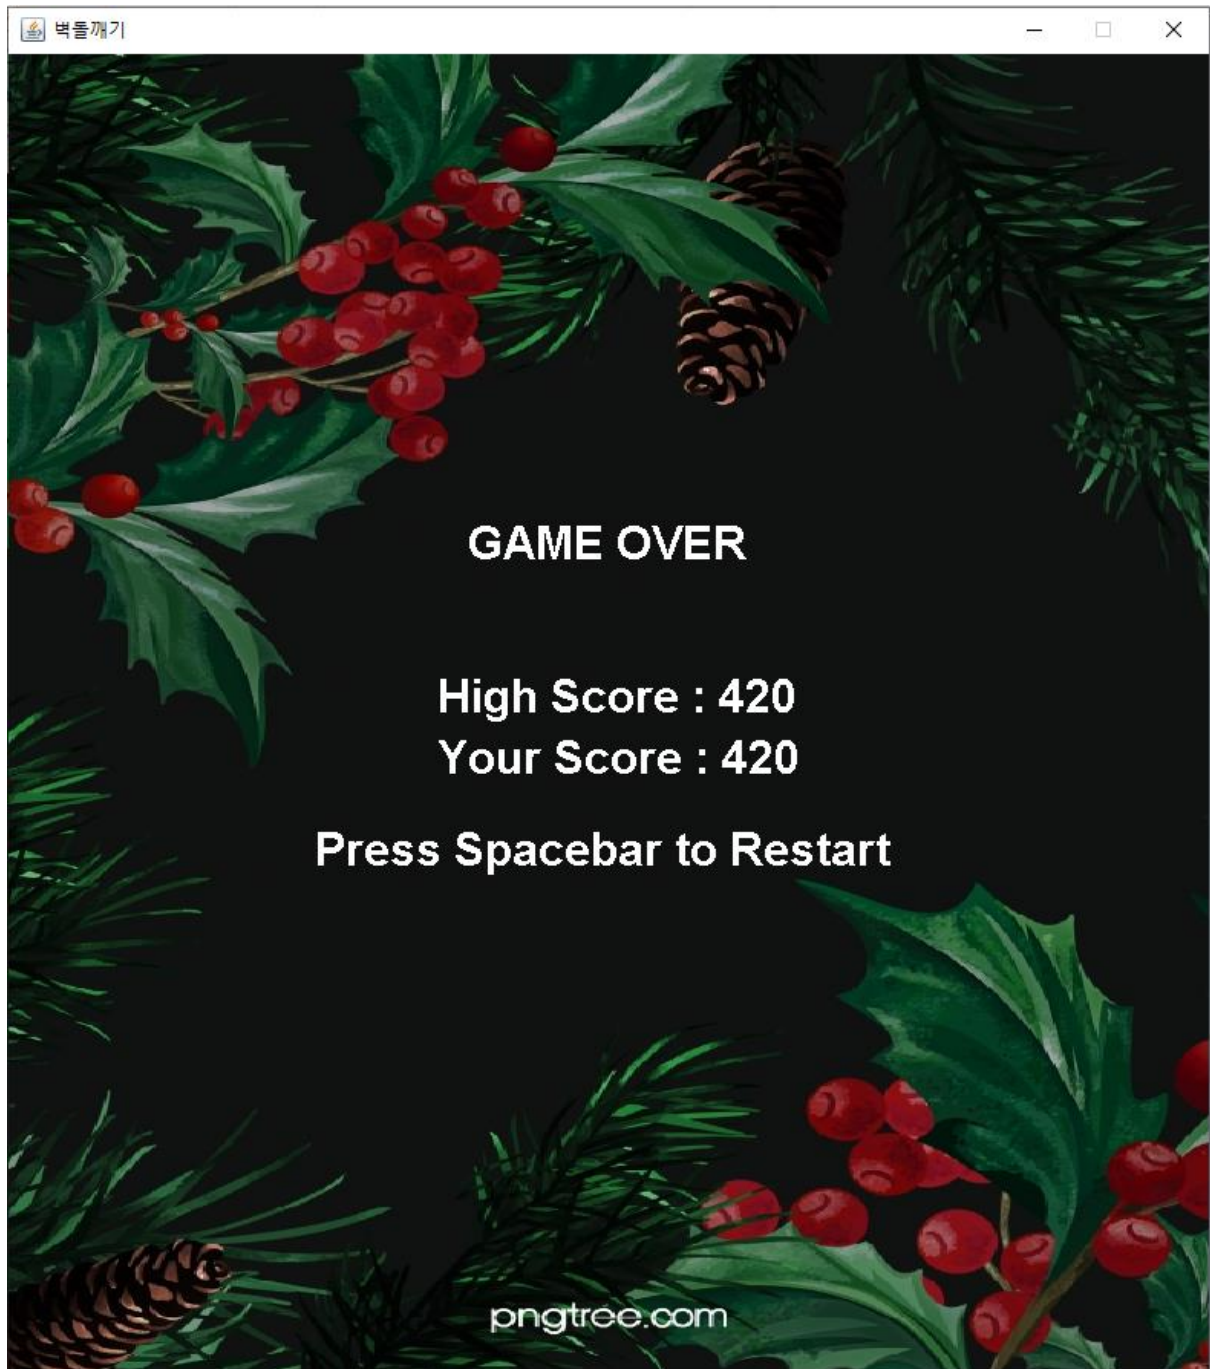 벽돌깨기
GAME OVER
High Score : 420
Your Score : 420
Press Spacebar to Restart
pngtree.com